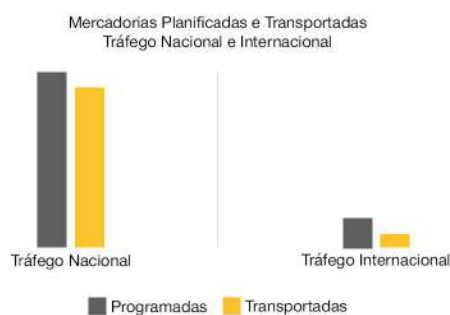 Mercadorias Planificadas e Transportadas
Tráfego Nacional e Internacional
Tráfego Nacional
Tráfego Internacional
Programadas
Transportadas